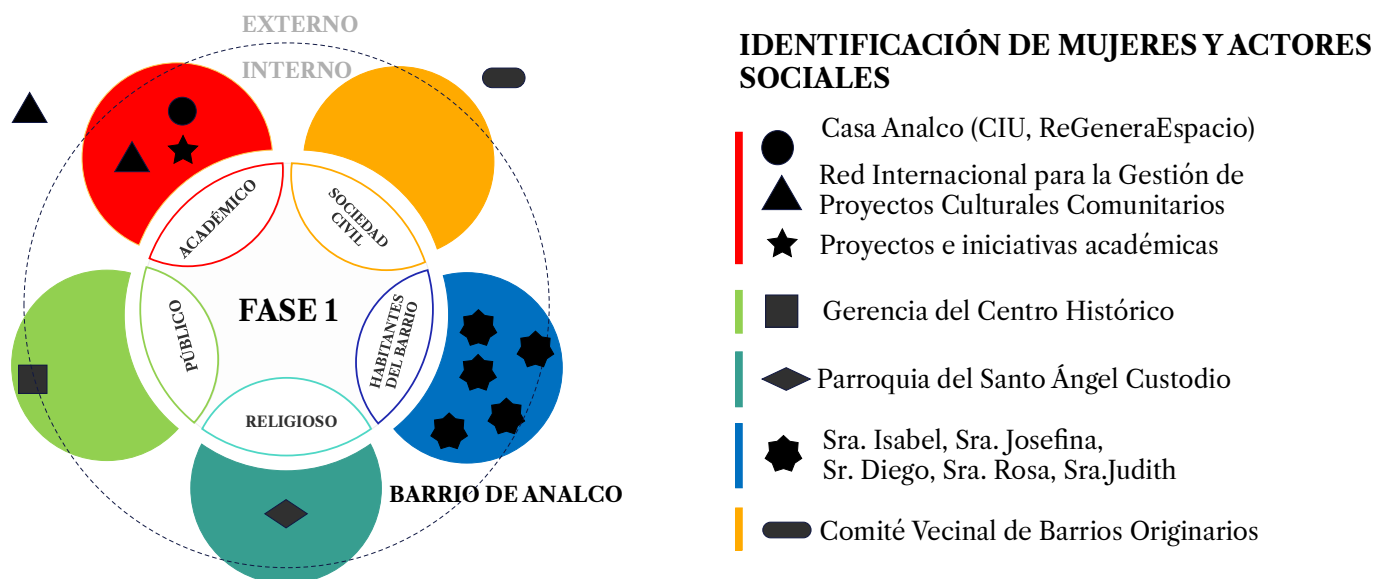 EXTERNO
INTERNO
ACADÉMICO
SOCIEDAD
CIVIL
PÚBLICO
FASE 1
HABITANTES
DEL BARRIO
RELIGIOSO
BARRIO DE ANALCO
IDENTIFICACIÓN DE MUJERES Y ACTORES
SOCIALES
Casa Analco (CIU, ReGeneraEspacio)
Red Internacional para la Gestión de
Proyectos Culturales Comunitarios
Proyectos e iniciativas académicas
Gerencia del Centro Histórico
Parroquia del Santo Ángel Custodio
Sra. Isabel, Sra. Josefina,
Sr. Diego, Sra. Rosa, Sra.Judith
Comité Vecinal de Barrios Originarios